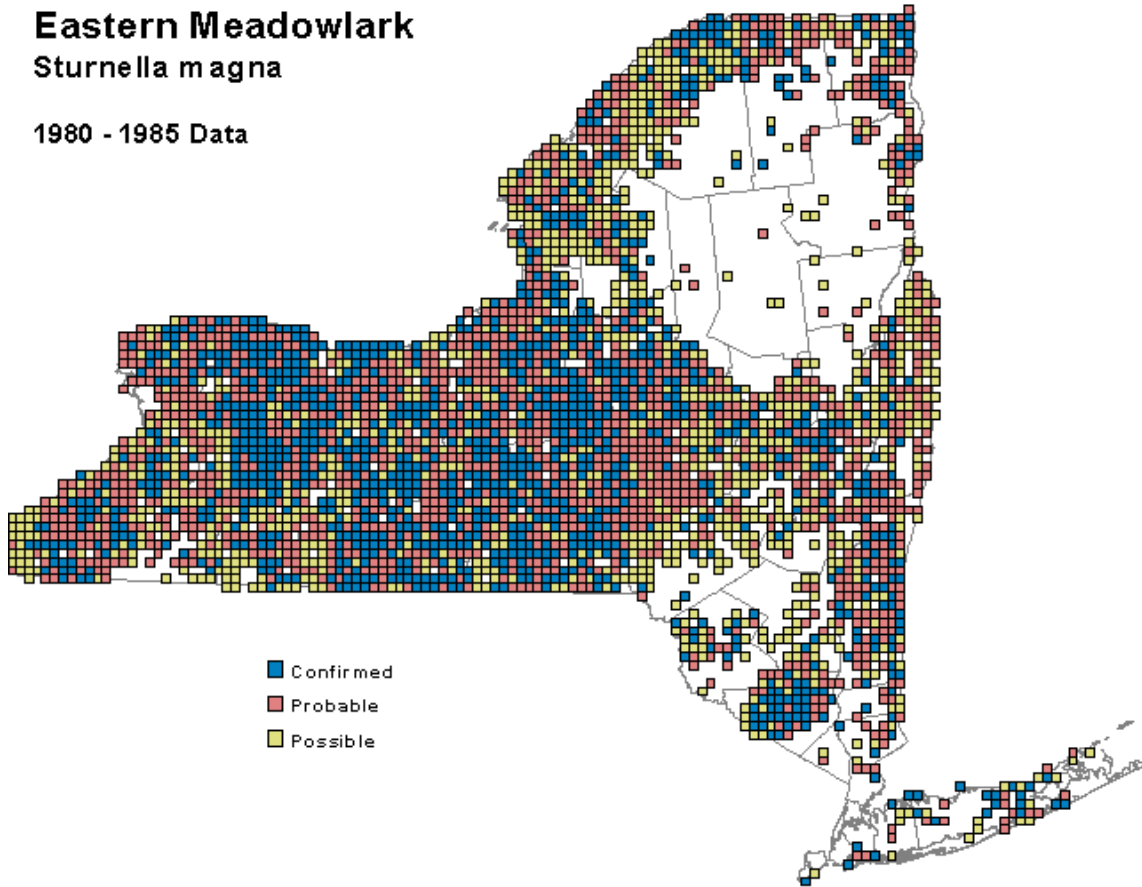 Eastern Meadowlark
Sturnella magna
1980 - 1985 Data
Confirmed
Probable
Possible